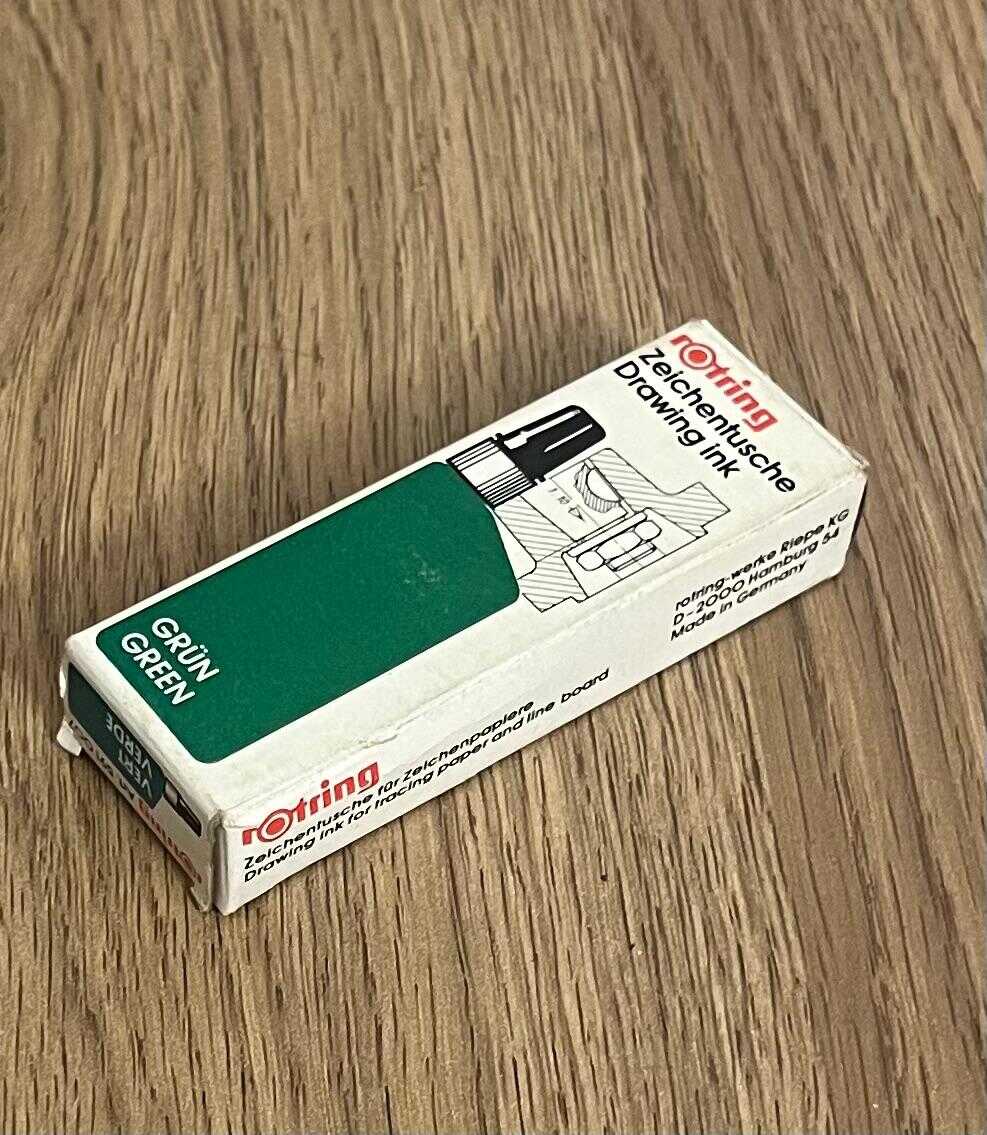 rotring
Zeichentusche
Drawing Ink
GRÜN
GREEN
rotring-werke Riepe KG
D-2000 Hamburg 54
Made in Germany
rotring
Zeichentusche für Zeichenpapiere
Drawing ink for tracing paper and line board
VERT
VERDE